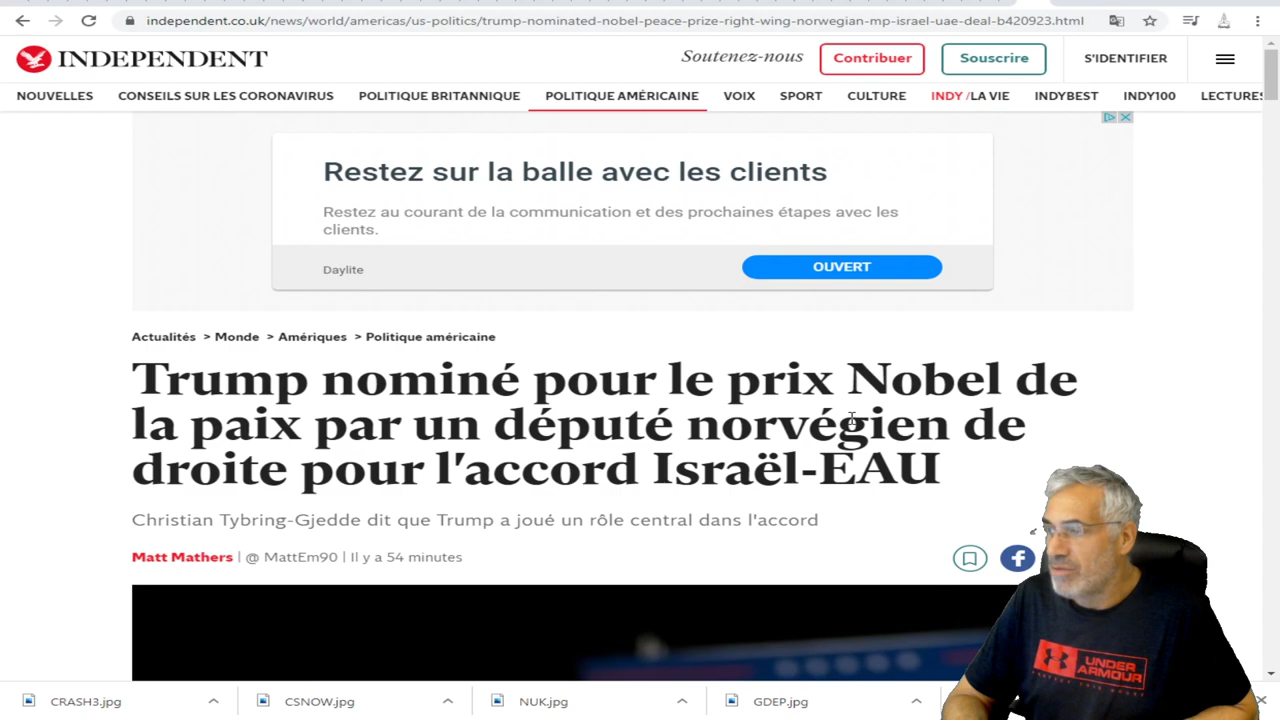 independent.co.uk/news/world/americas/us-politics/trump-nominated-nobel-peace-prize-right-wing-norwegian-mp-israel-uae-deal-b420923.html
INDEPENDENT
Soutenez-nous
Contribuer
Souscrire
S'IDENTIFIER
NOUVELLES CONSEILS SUR LES CORONAVIRUS POLITIQUE BRITANNIQUE POLITIQUE AMÉRICAINE VOIX SPORT CULTURE INDY /LA VIE INDYBEST INDY100 LECTURES
Restez sur la balle avec les clients
Restez au courant de la communication et des prochaines étapes avec les
clients.
Daylite
OUVERT
Actualités > Monde > Amériques > Politique américaine
Trump nominé pour le prix Nobel de
la paix par un député norvégien de
droite pour l'accord Israël-EAU
Christian Tybring-Gjedde dit que Trump a joué un rôle central dans l'accord
Matt Mathers | @ MattEm90 | Il y a 54 minutes
UNDER
ARMOUR
CRASH3.jpg CSNOW.jpg NUK.jpg GDEP.jpg